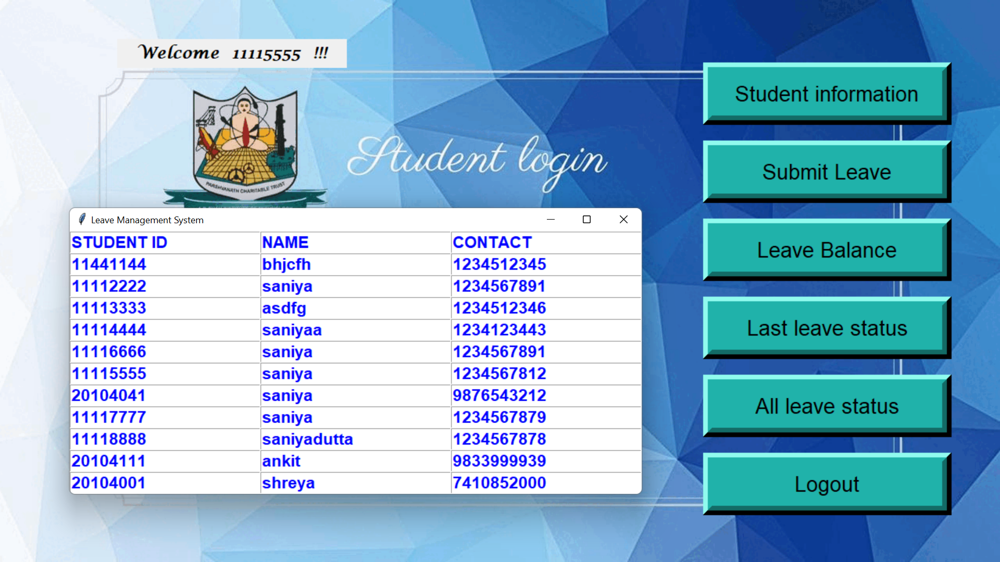 Welcome 11115555 !!!
PARSHVANATH CHARITABLE TRUST
Student login
Leave Management System
STUDENT ID NAME CONTACT
11441144 bhjcfh 1234512345
11112222 saniya 1234567891
11113333 asdfg 1234512346
11114444 saniyaa 1234123443
11116666 saniya 1234567891
11115555 saniya 1234567812
20104041 saniya 9876543212
11117777 saniya 1234567879
11118888 saniyadutta 1234567878
20104111 ankit 9833999939
20104001 shreya 7410852000
Student information
Submit Leave
Leave Balance
Last leave status
All leave status
Logout